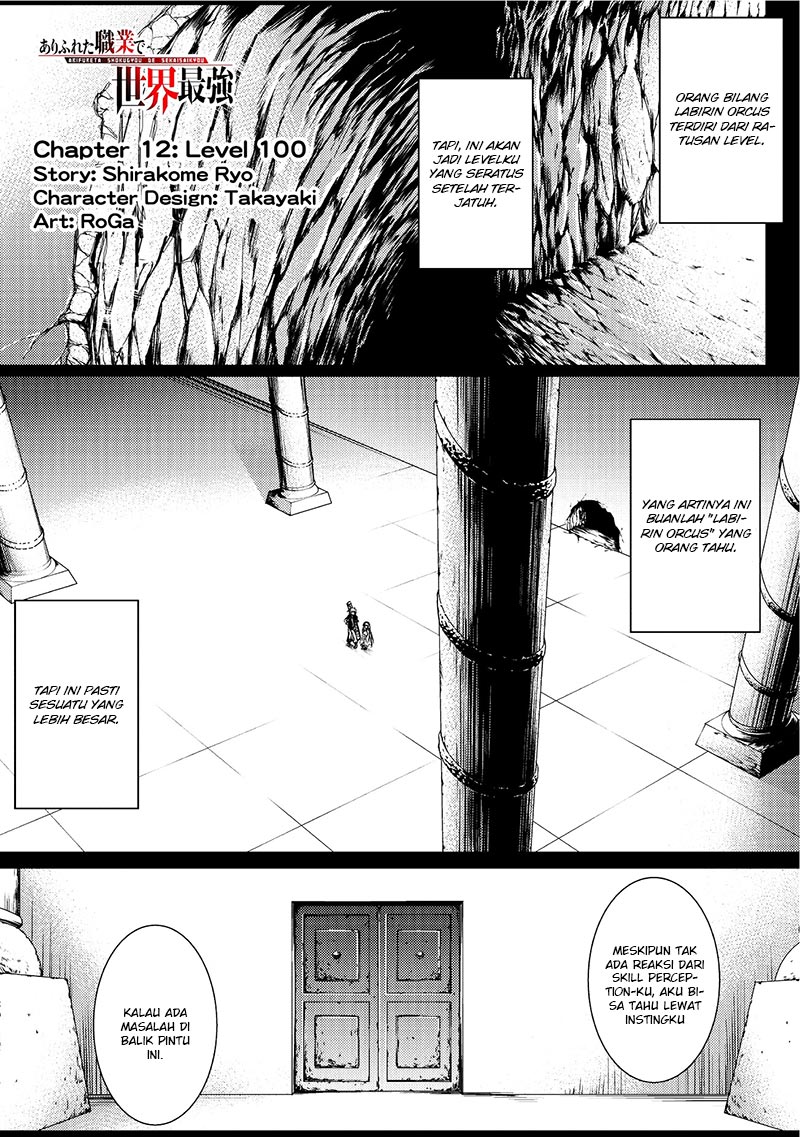 ありふれた職業で
ARIFURETA SHOKUGYOU DE SEKAISAIKYOU
世界最強
Chapter 12: Level 100
Story: Shirakome Ryo
Character Design: Takayaki
Art: RoGa
ORANG BILANG
LABIRIN ORCUS
TERDIRI DARI RA-
TUSAN LEVEL.
TAPI, INI AKAN
JADI LEVELKU
YANG SERATUS
SETELAH TER-
JATUH.
YANG ARTINYA INI
BUANLAH "LABI-
RIN ORCUS" YANG
ORANG TAHU.
TAPI INI PASTI
SESUATU YANG
LEBIH BESAR.
MESKIPUN TAK
ADA REAKSI DARI
SKILL PERCEP-
TION-KU, AKU BI-
SA TAHU LEWAT
INSTINGKU
KALAU ADA
MASALAH DI
BALIK PINTU
INI.